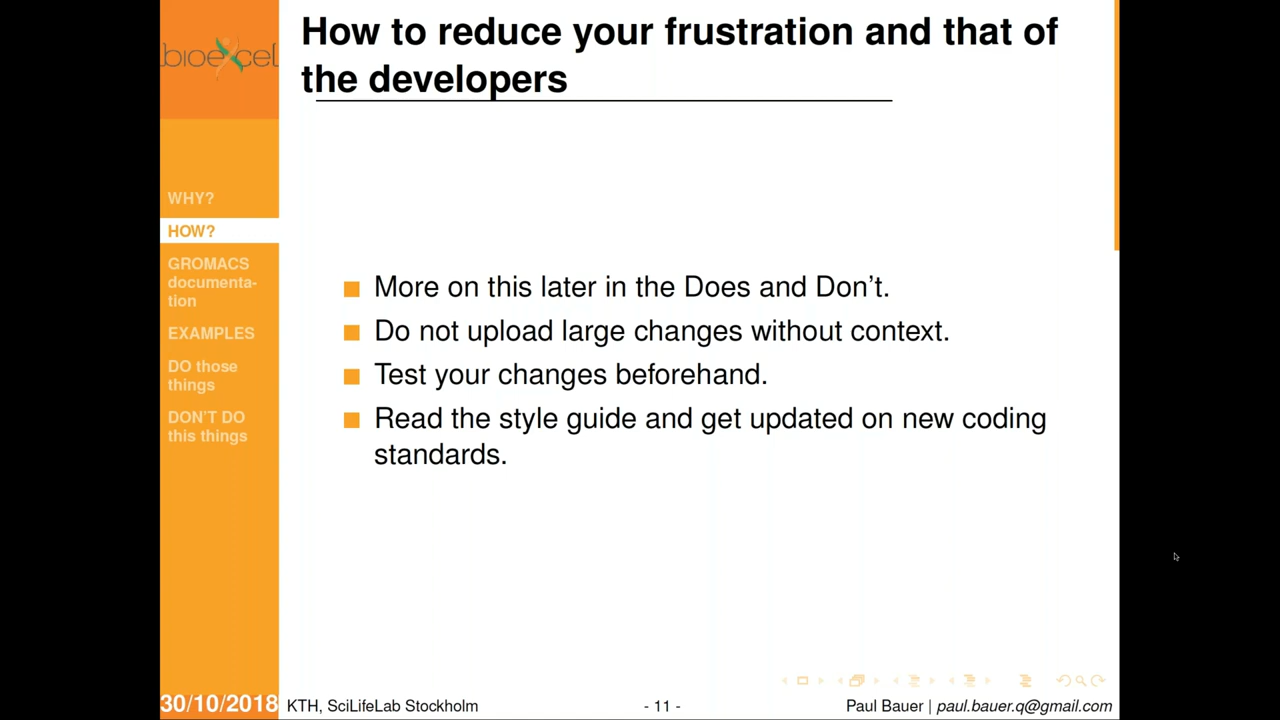 How to reduce your frustration and that of
the developers
bioexcel
WHY?
HOW?
GROMACS
documenta-
tion
EXAMPLES
DO those
things
DON'T DO
this things
More on this later in the Does and Don't.
Do not upload large changes without context.
Test your changes beforehand.
Read the style guide and get updated on new coding
standards.
30/10/2018 KTH, SciLifeLab Stockholm - 11 - Paul Bauer | paul.bauer.q@gmail.com